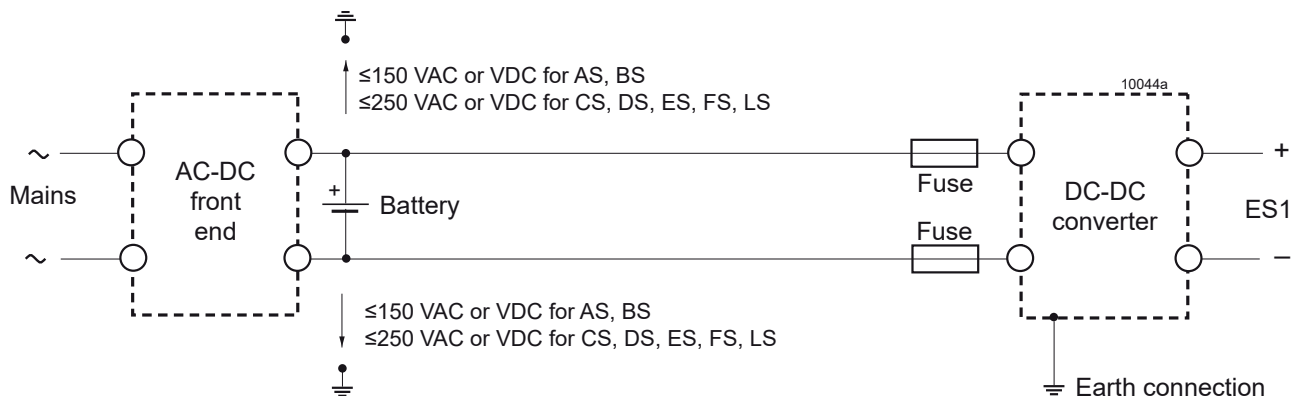 ≤150 VAC or VDC for AS, BS
≤250 VAC or VDC for CS, DS, ES, FS, LS
10044a
~
+
Mains
AC-DC
front
end
+
Battery
Fuse
Fuse
DC-DC
converter
ES1
~
–
≤150 VAC or VDC for AS, BS
≤250 VAC or VDC for CS, DS, ES, FS, LS
Earth connection